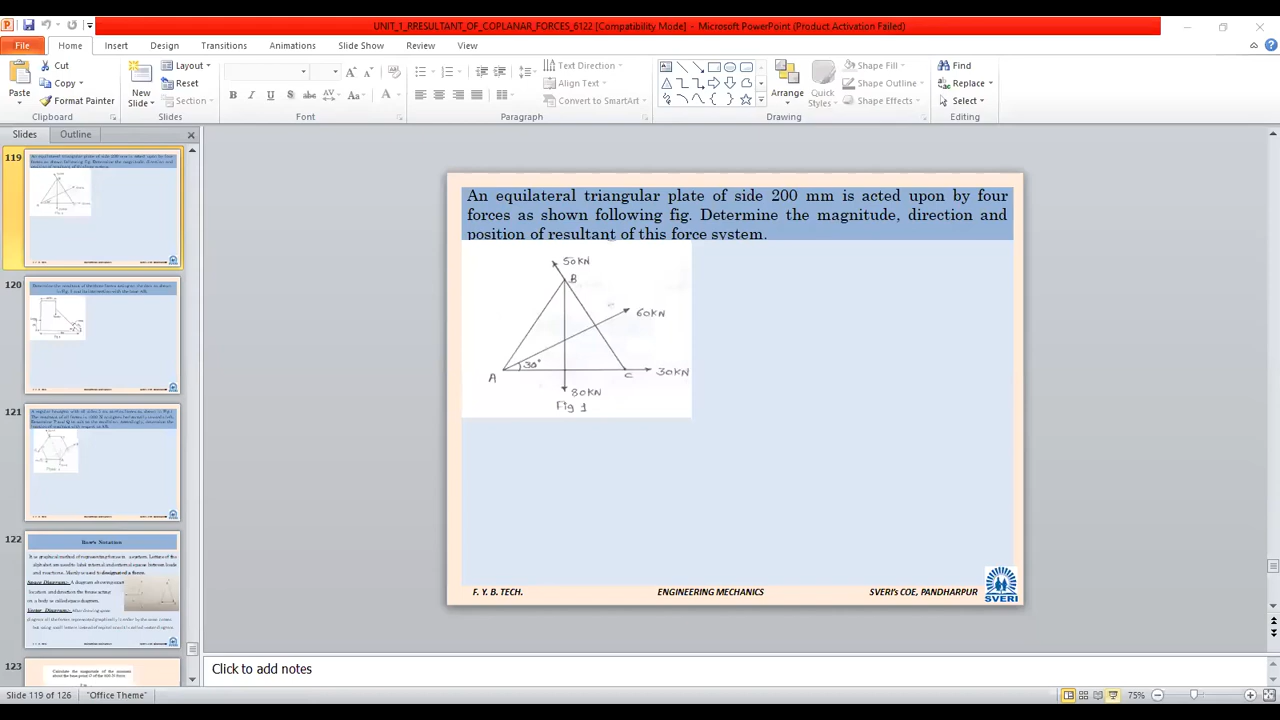 UNIT_1_RRESULTANT_OF_COPLANAR_FORCES_6122 [Compatibility Mode] - Microsoft PowerPoint (Product Activation Failed)
File Home Insert Design Transitions Animations Slide Show Review View
Paste
Cut
Copy
Format Painter
Clipboard
New Slide
Layout
Reset
Section
Slides
Font
Text Direction
Align Text
Convert to SmartArt
Paragraph
Arrange
Quick Styles
Shape Fill
Shape Outline
Shape Effects
Drawing
Find
Replace
Select
Editing
Slides Outline
119
120
121
122
Bow's Notation
Space Diagram:-
123
An equilateral triangular plate of side 200 mm is acted upon by four
forces as shown following fig. Determine the magnitude, direction and
position of resultant of this force system.
50KN
B
60KN
30°
A
C
30KN
80KN
Fig 1
F. Y. B. TECH. ENGINEERING MECHANICS SVERI's COE, PANDHARPUR
SVERI
Click to add notes
Slide 119 of 126 "Office Theme" 75%